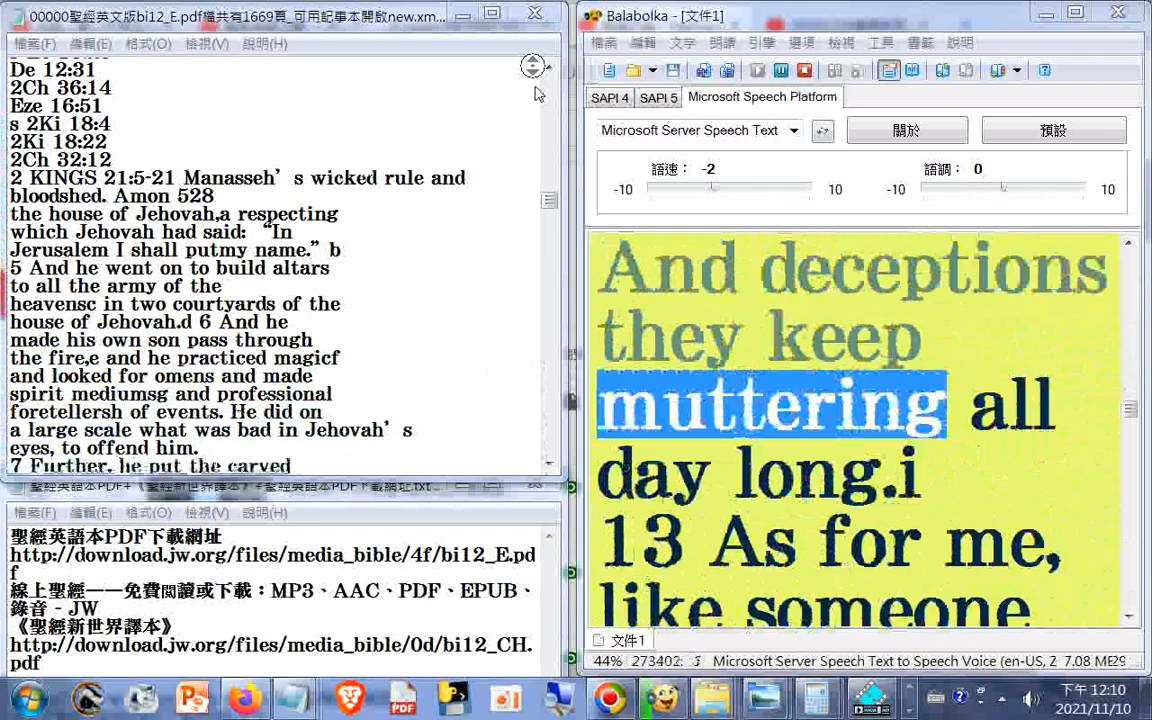 00000聖經英文版bi12_E.pdf檔共有1669頁_可用記事本開啟new.xm...
檔案(F) 編輯(E) 格式(O) 檢視(V) 說明(H)
De 12:31
2Ch 36:14
Eze 16:51
s 2Ki 18:4
2Ki 18:22
2Ch 32:12
2 KINGS 21:5-21 Manasseh’s wicked rule and
bloodshed. Amon 528
the house of Jehovah,a respecting
which Jehovah had said: “In
Jerusalem I shall putmy name.” b
5 And he went on to build altars
to all the army of the
heavensc in two courtyards of the
house of Jehovah.d 6 And he
made his own son pass through
the fire,e and he practiced magicf
and looked for omens and made
spirit mediumsg and professional
foretellersh of events. He did on
a large scale what was bad in Jehovah’s
eyes, to offend him.
7 Further, he put the carved
聖經英語本PDF+《聖經新世界譯本》+聖經英語本PDF下載網址.txt ...
檔案(F) 編輯(E) 格式(O) 檢視(V) 說明(H)
聖經英語本PDF下載網址
http://download.jw.org/files/media_bible/4f/bi12_E.pd
f
線上聖經——免費閱讀或下載：MP3、AAC、PDF、EPUB、
錄音 - JW
《聖經新世界譯本》
http://download.jw.org/files/media_bible/0d/bi12_CH.
pdf
Balabolka - [文件1]
檔案 編輯 文字 朗讀 引擎 選項 檢視 工具 書籤 說明
SAPI 4 SAPI 5 Microsoft Speech Platform
Microsoft Server Speech Text 關於 預設
語速： -2 語調： 0
-10 10 -10 10
And deceptions
they keep
muttering all
day long.i
13 As for me,
like someone
文件1
44% 273402: Microsoft Server Speech Text to Speech Voice (en-US, 2 7.08 ME29
下午 12:10
2021/11/10